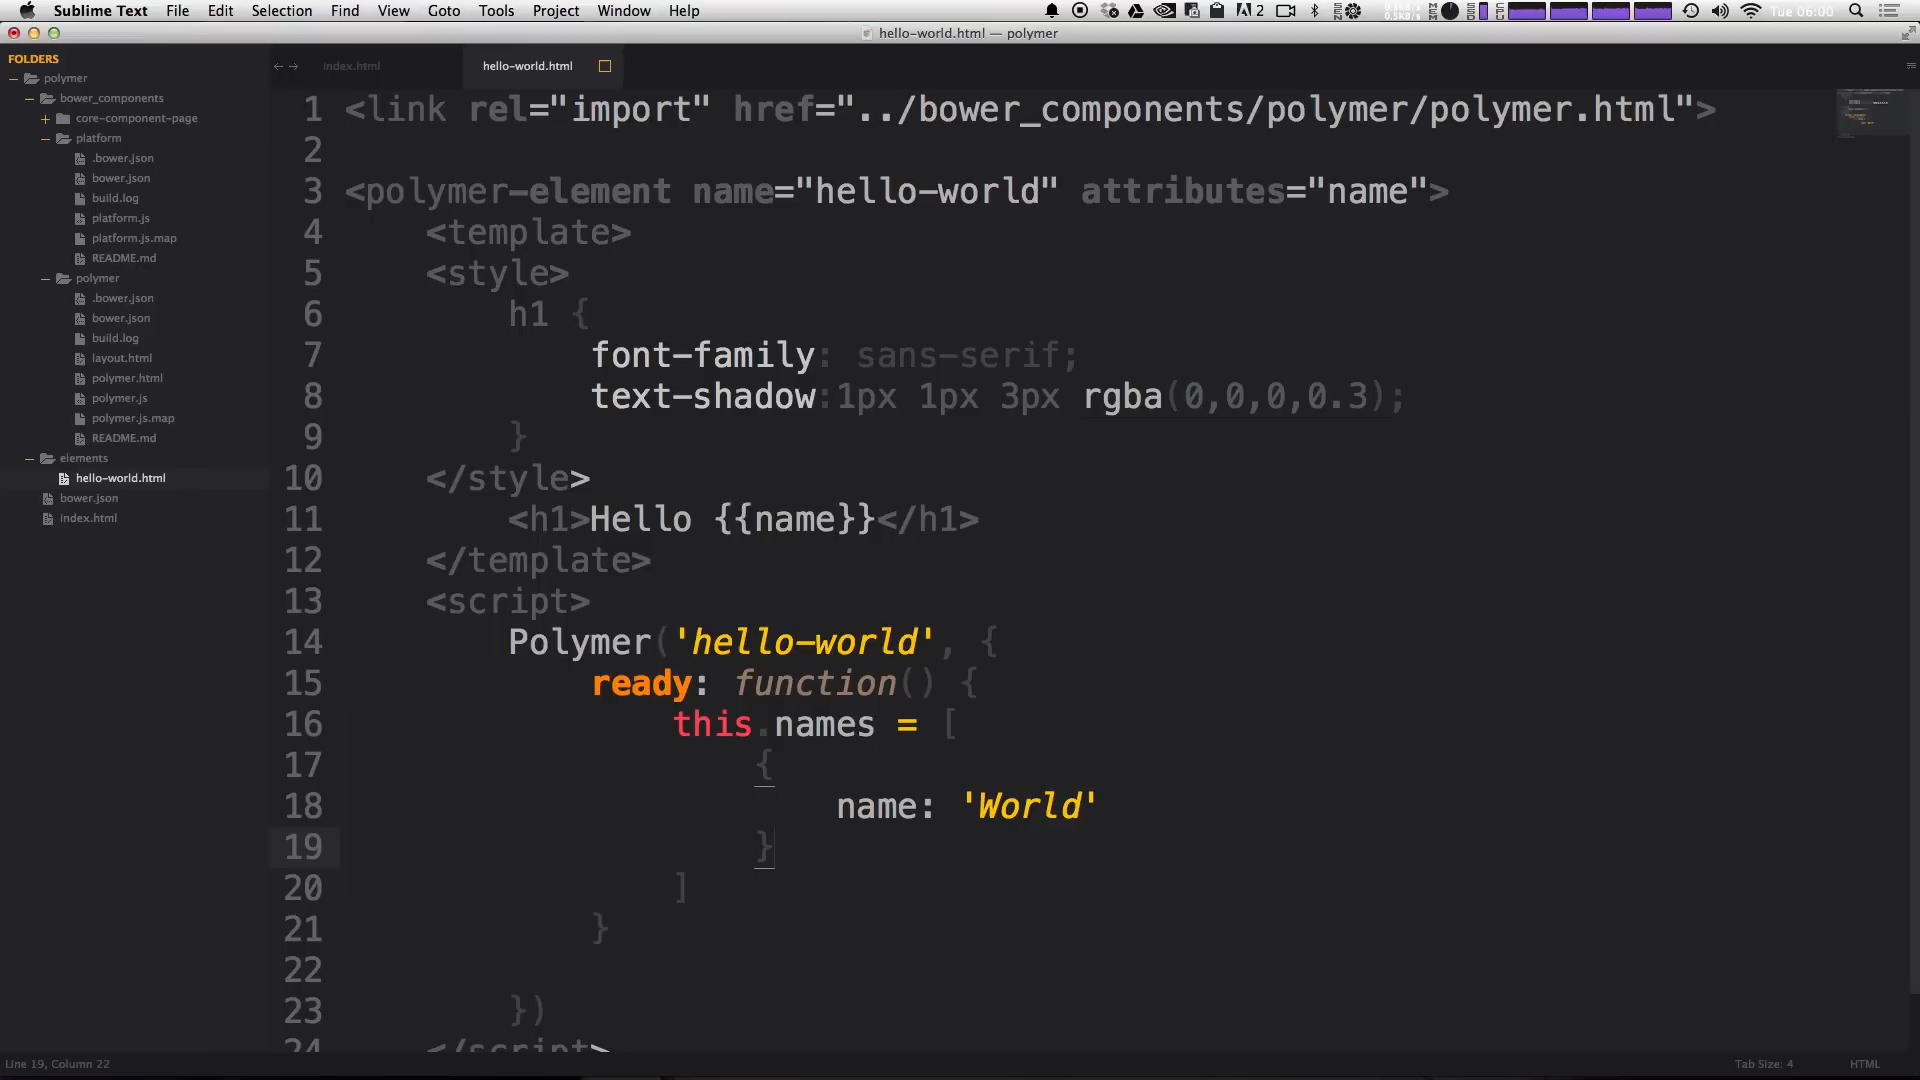 Sublime Text File Edit Selection Find View Goto Tools Project Window Help 2 Tue 06:00
hello-world.html — polymer
FOLDERS
polymer
bower_components
core-component-page
platform
.bower.json
bower.json
build.log
platform.js
platform.js.map
README.md
polymer
.bower.json
bower.json
build.log
layout.html
polymer.html
polymer.js
polymer.js.map
README.md
elements
hello-world.html
bower.json
index.html
index.html hello-world.html
1 <link rel="import" href="../bower_components/polymer/polymer.html">
2
3 <polymer-element name="hello-world" attributes="name">
4 <template>
5 <style>
6 h1 {
7 font-family: sans-serif;
8 text-shadow:1px 1px 3px rgba(0,0,0,0.3);
9 }
10 </style>
11 <h1>Hello {{name}}</h1>
12 </template>
13 <script>
14 Polymer('hello-world', {
15 ready: function() {
16 this.names = [
17 {
18 name: 'World'
19 }
20 ]
21 }
22
23 })
24 </script>
Line 19, Column 22 Tab Size: 4 HTML